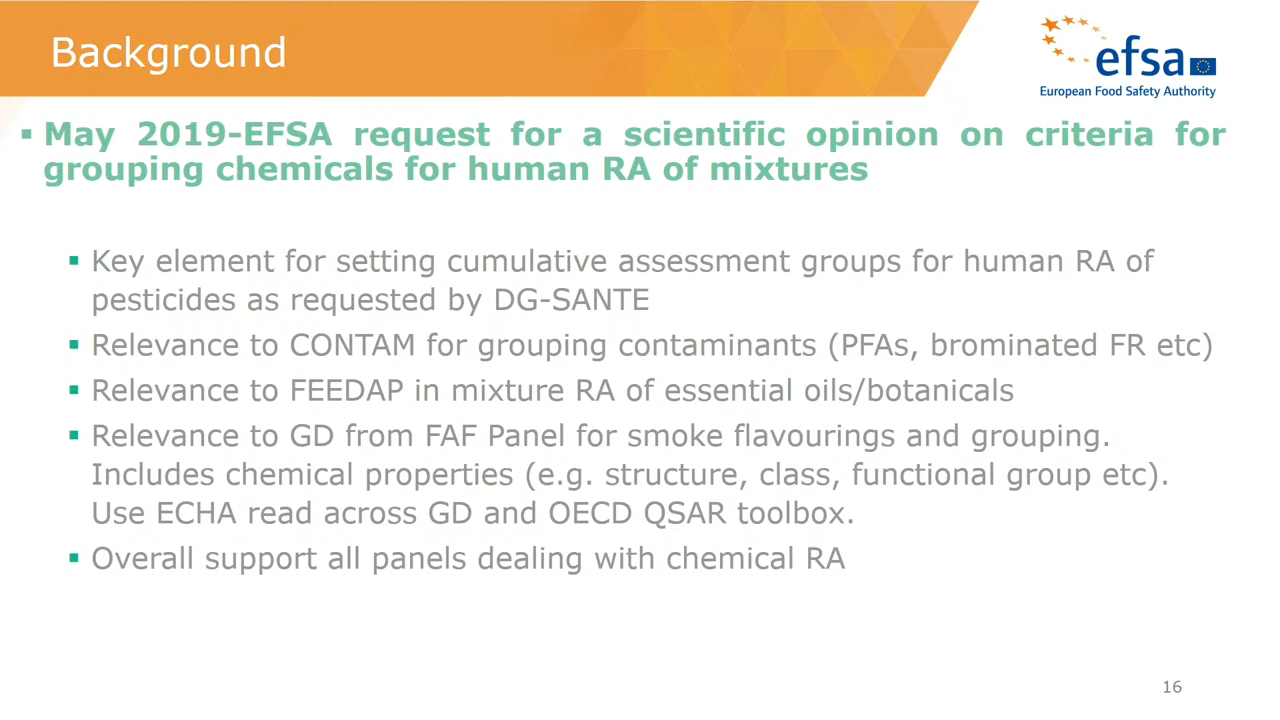 Background
efsa
European Food Safety Authority
▪ May 2019-EFSA request for a scientific opinion on criteria for
grouping chemicals for human RA of mixtures
▪ Key element for setting cumulative assessment groups for human RA of
pesticides as requested by DG-SANTE
▪ Relevance to CONTAM for grouping contaminants (PFAs, brominated FR etc)
▪ Relevance to FEEDAP in mixture RA of essential oils/botanicals
▪ Relevance to GD from FAF Panel for smoke flavourings and grouping.
Includes chemical properties (e.g. structure, class, functional group etc).
Use ECHA read across GD and OECD QSAR toolbox.
▪ Overall support all panels dealing with chemical RA
16